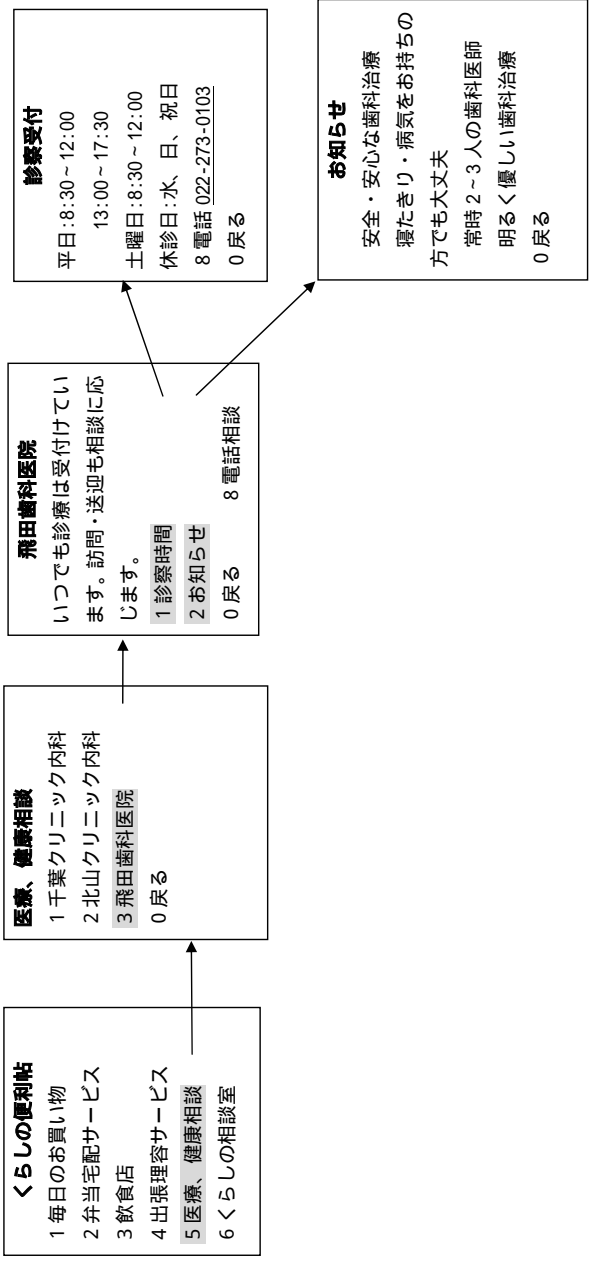 くらしの便利帖
1 毎日のお買い物
2 弁当宅配サービス
3 飲食店
4 出張理容サービス
5 医療、健康相談
6 くらしの相談室
医療、健康相談
1 千葉クリニック内科
2 北山クリニック内科
3 飛田歯科医院
0 戻る
飛田歯科医院
いつでも診療は受付けてい
ます。訪問・送迎も相談に応
じます。
1 診察時間
2 お知らせ
0 戻る 8 電話相談
診察受付
平日:8:30~12:00
13:00~17:30
土曜日:8:30~12:00
休診日:水、日、祝日
8 電話 022-273-0103
0 戻る
お知らせ
安全・安心な歯科治療
寝たきり・病気をお持ちの
方でも大丈夫
常時 2~3 人の歯科医師
明るく優しい歯科治療
0 戻る